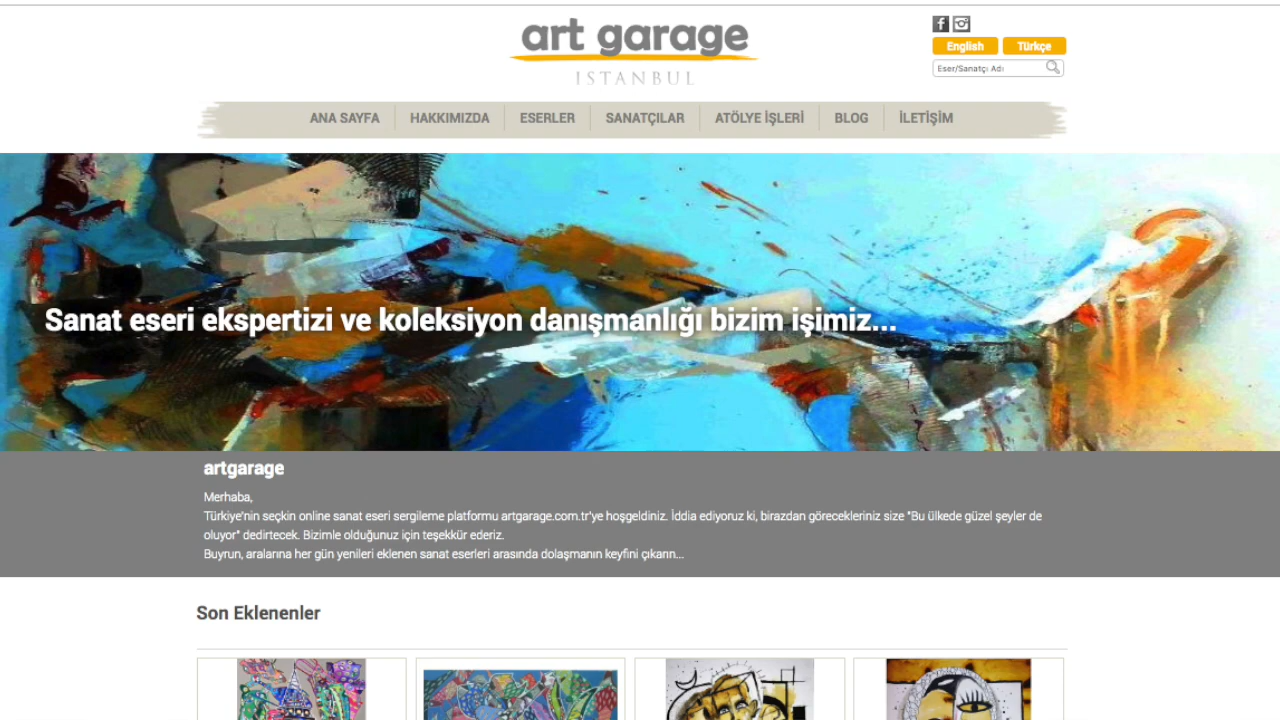 art garage
ISTANBUL
English Türkçe
Eser/Sanatçı Adı
ANA SAYFA HAKKIMIZDA ESERLER SANATÇILAR ATÖLYE İŞLERİ BLOG İLETİŞİM
Sanat eseri ekspertizi ve koleksiyon danışmanlığı bizim işimiz...
artgarage
Merhaba,
Türkiye'nin seçkin online sanat eseri sergileme platformu artgarage.com.tr'ye hoşgeldiniz. İddia ediyoruz ki, birazdan görecekleriniz size "Bu ülkede güzel şeyler de
oluyor" dedirtecek. Bizimle olduğunuz için teşekkür ederiz.
Buyrun, aralarına her gün yenileri eklenen sanat eserleri arasında dolaşmanın keyfini çıkarın...
Son Eklenenler